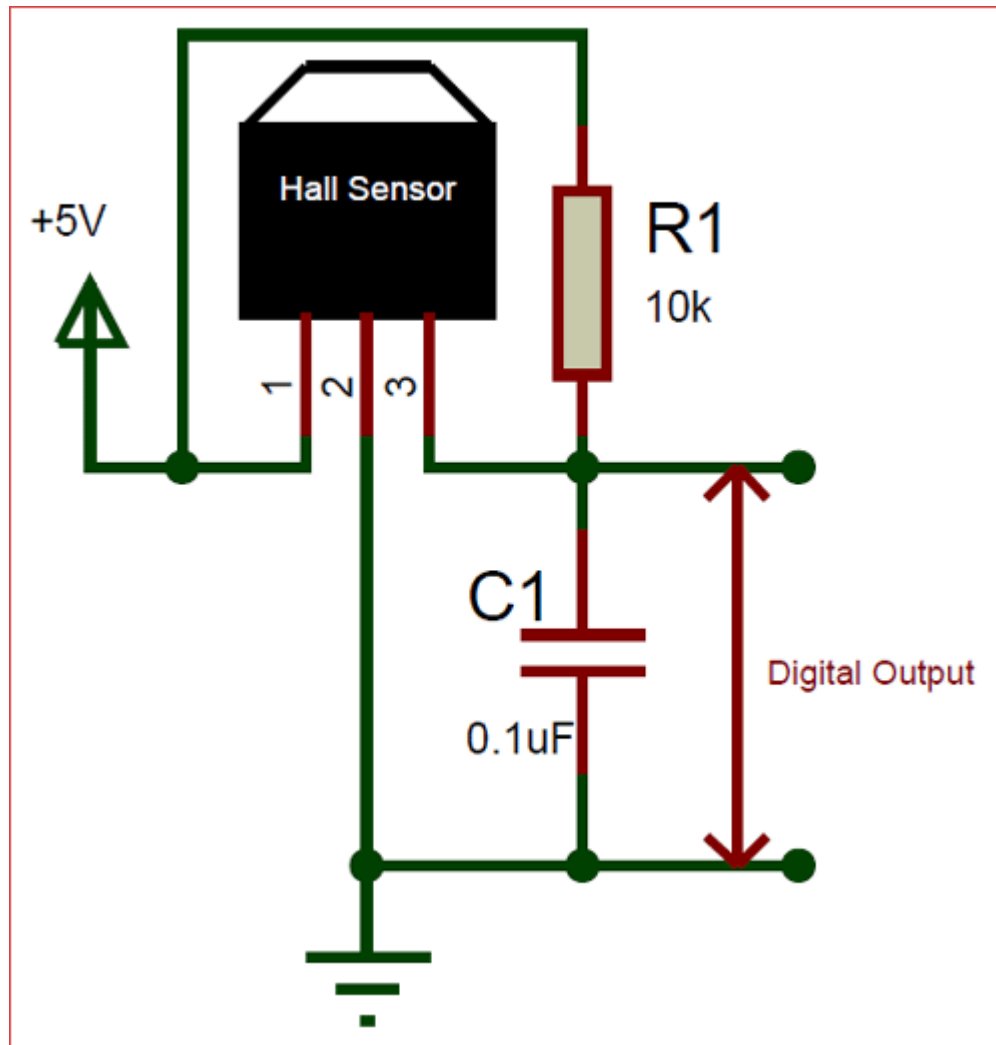 Hall Sensor
+5V
R1
10k
1
2
3
C1
0.1uF
Digital Output